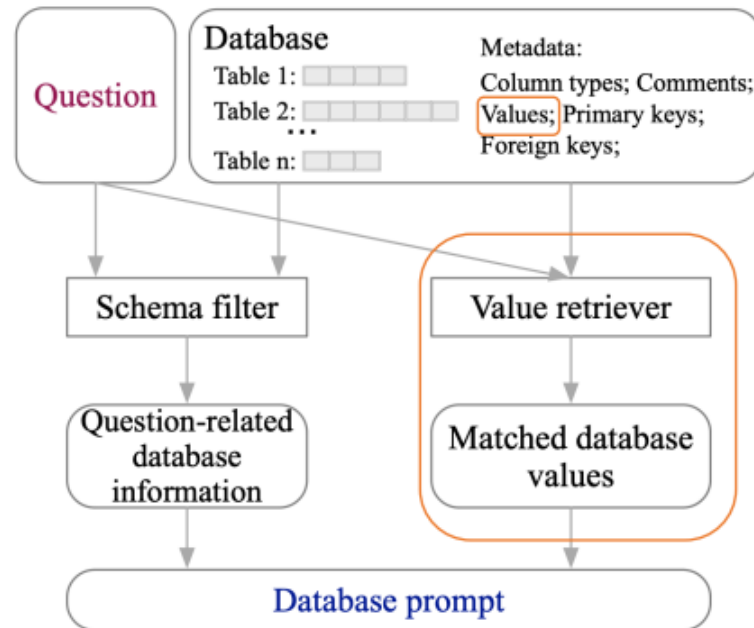 Question
Database
Table 1:
Table 2:
...
Table n:
Metadata:
Column types; Comments;
Values; Primary keys;
Foreign keys;
Schema filter
Value retriever
Question-related
database
information
Matched database
values
Database prompt